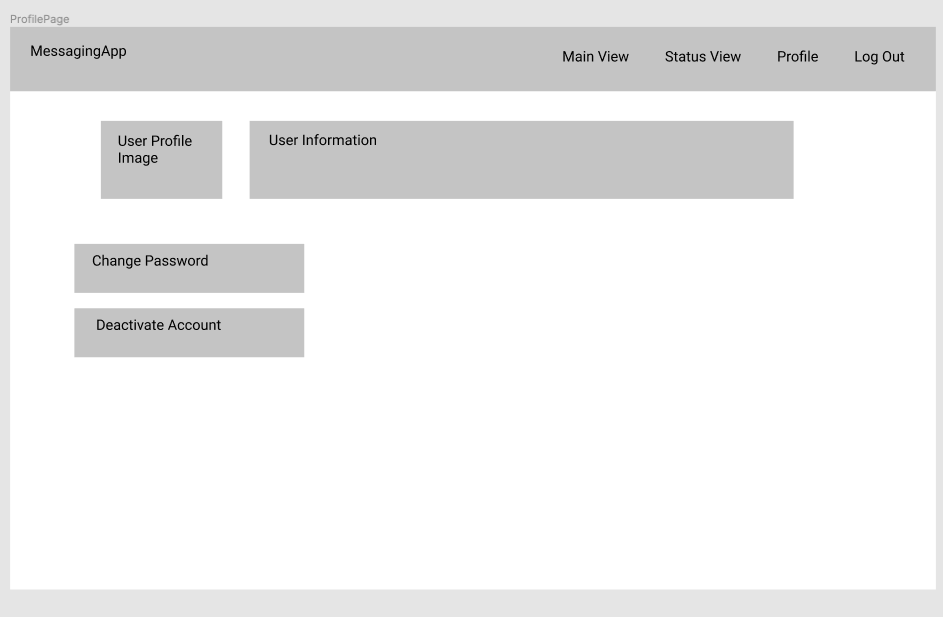 ProfilePage
MessagingApp
Main View
Status View
Profile
Log Out
User Profile
Image
User Information
Change Password
Deactivate Account